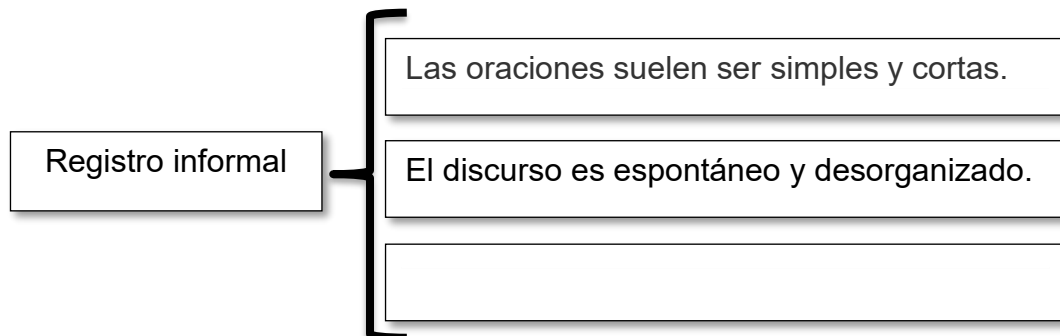 Las oraciones suelen ser simples y cortas.
Registro informal
El discurso es espontáneo y desorganizado.